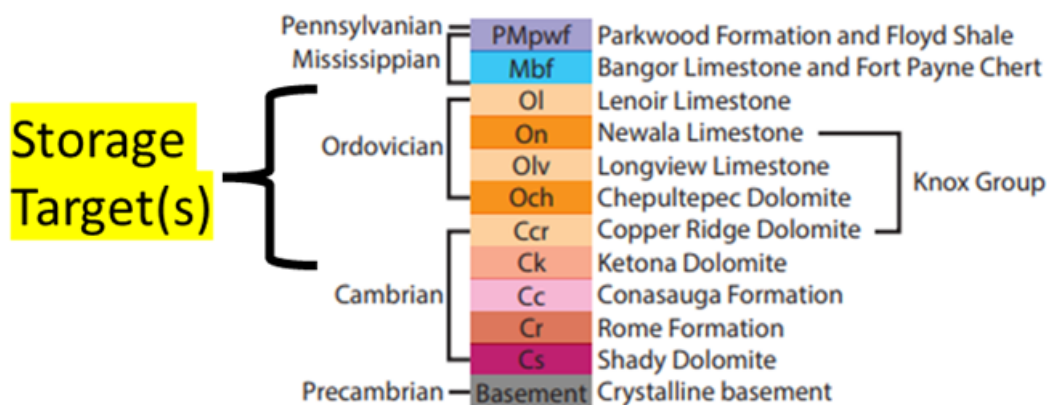 Pennsylvanian PMpwf Parkwood Formation and Floyd Shale
Mississippian Mbf Bangor Limestone and Fort Payne Chert
Storage Target(s)
Ordovician
Ol Lenoir Limestone
On Newala Limestone
Olv Longview Limestone
Och Chepultepec Dolomite
Knox Group
Cambrian
Ccr Copper Ridge Dolomite
Ck Ketona Dolomite
Cc Conasauga Formation
Cr Rome Formation
Cs Shady Dolomite
Precambrian Basement Crystalline basement